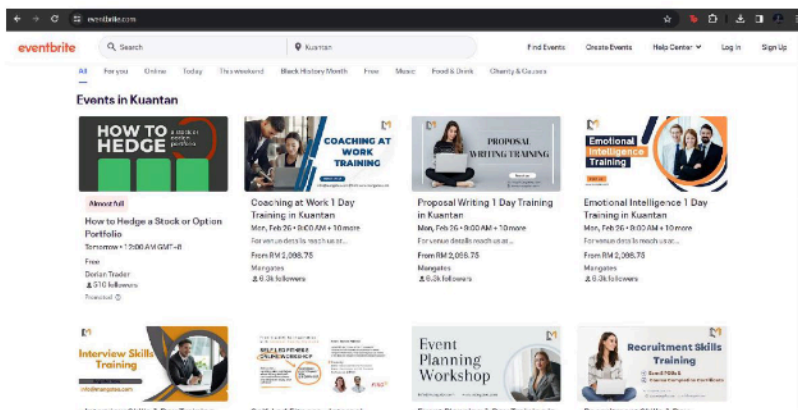 eventbrite.com
eventbrite
Search
Kuantan
Find Events
Create Events
Help Center
Log In
Sign Up
All
For you
Online
Today
This weekend
Black History Month
Free
Music
Food & Drink
Charity & Causes
Events in Kuantan
HOW TO
HEDGE
a stock or
option
portfolio
COACHING AT
WORK
TRAINING
PROPOSAL
WRITING TRAINING
Emotional
Intelligence
Training
Almost full
How to Hedge a Stock or Option
Portfolio
Tomorrow • 12:00 AM GMT-8
Free
Dorian Trader
510 followers
Promoted
Coaching at Work 1 Day
Training in Kuantan
Mon, Feb 26 • 9:00 AM + 10 more
For venue details reach us at...
From RM 2,098.75
Mangates
6.3k followers
Proposal Writing 1 Day Training
in Kuantan
Mon, Feb 26 • 9:00 AM + 10 more
For venue details reach us at...
From RM 2,098.75
Mangates
6.3k followers
Emotional Intelligence 1 Day
Training in Kuantan
Mon, Feb 26 • 9:00 AM + 10 more
For venue details reach us at...
From RM 2,098.75
Mangates
6.3k followers
Interview Skills
Training
info@mangates.com
Event
Planning
Workshop
Recruitment Skills
Training